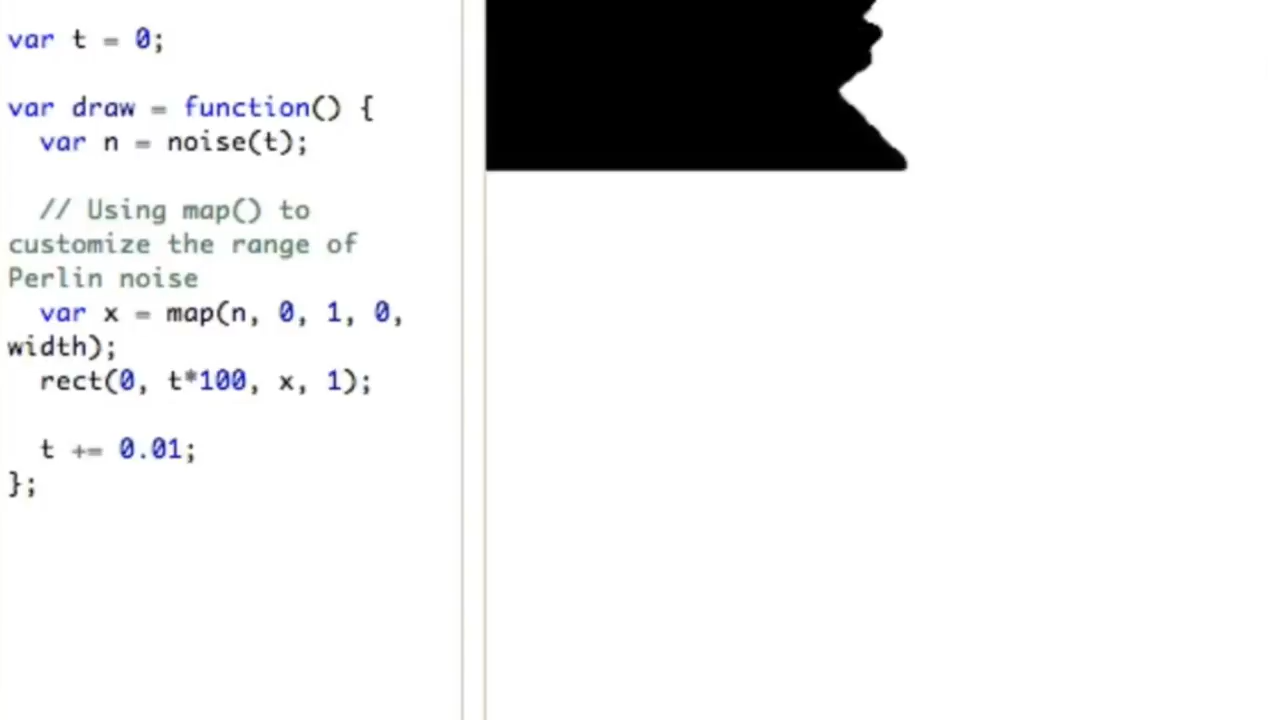 var t = 0;
var draw = function() {
var n = noise(t);
// Using map() to
customize the range of
Perlin noise
var x = map(n, 0, 1, 0,
width);
rect(0, t*100, x, 1);
t += 0.01;
};